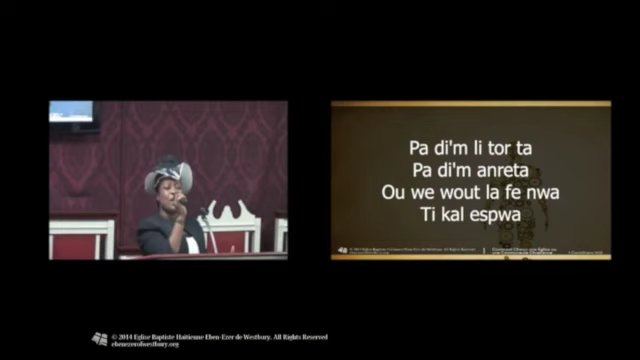 Pa di'm li tor ta
Pa di'm anreta
Ou we wout la fe nwa
Ti kal espwa
© 2014 Eglise Baptiste Haitienne Eben-Ezer de Westbury. All Rights Reserved
ebenezerofwestbury.org